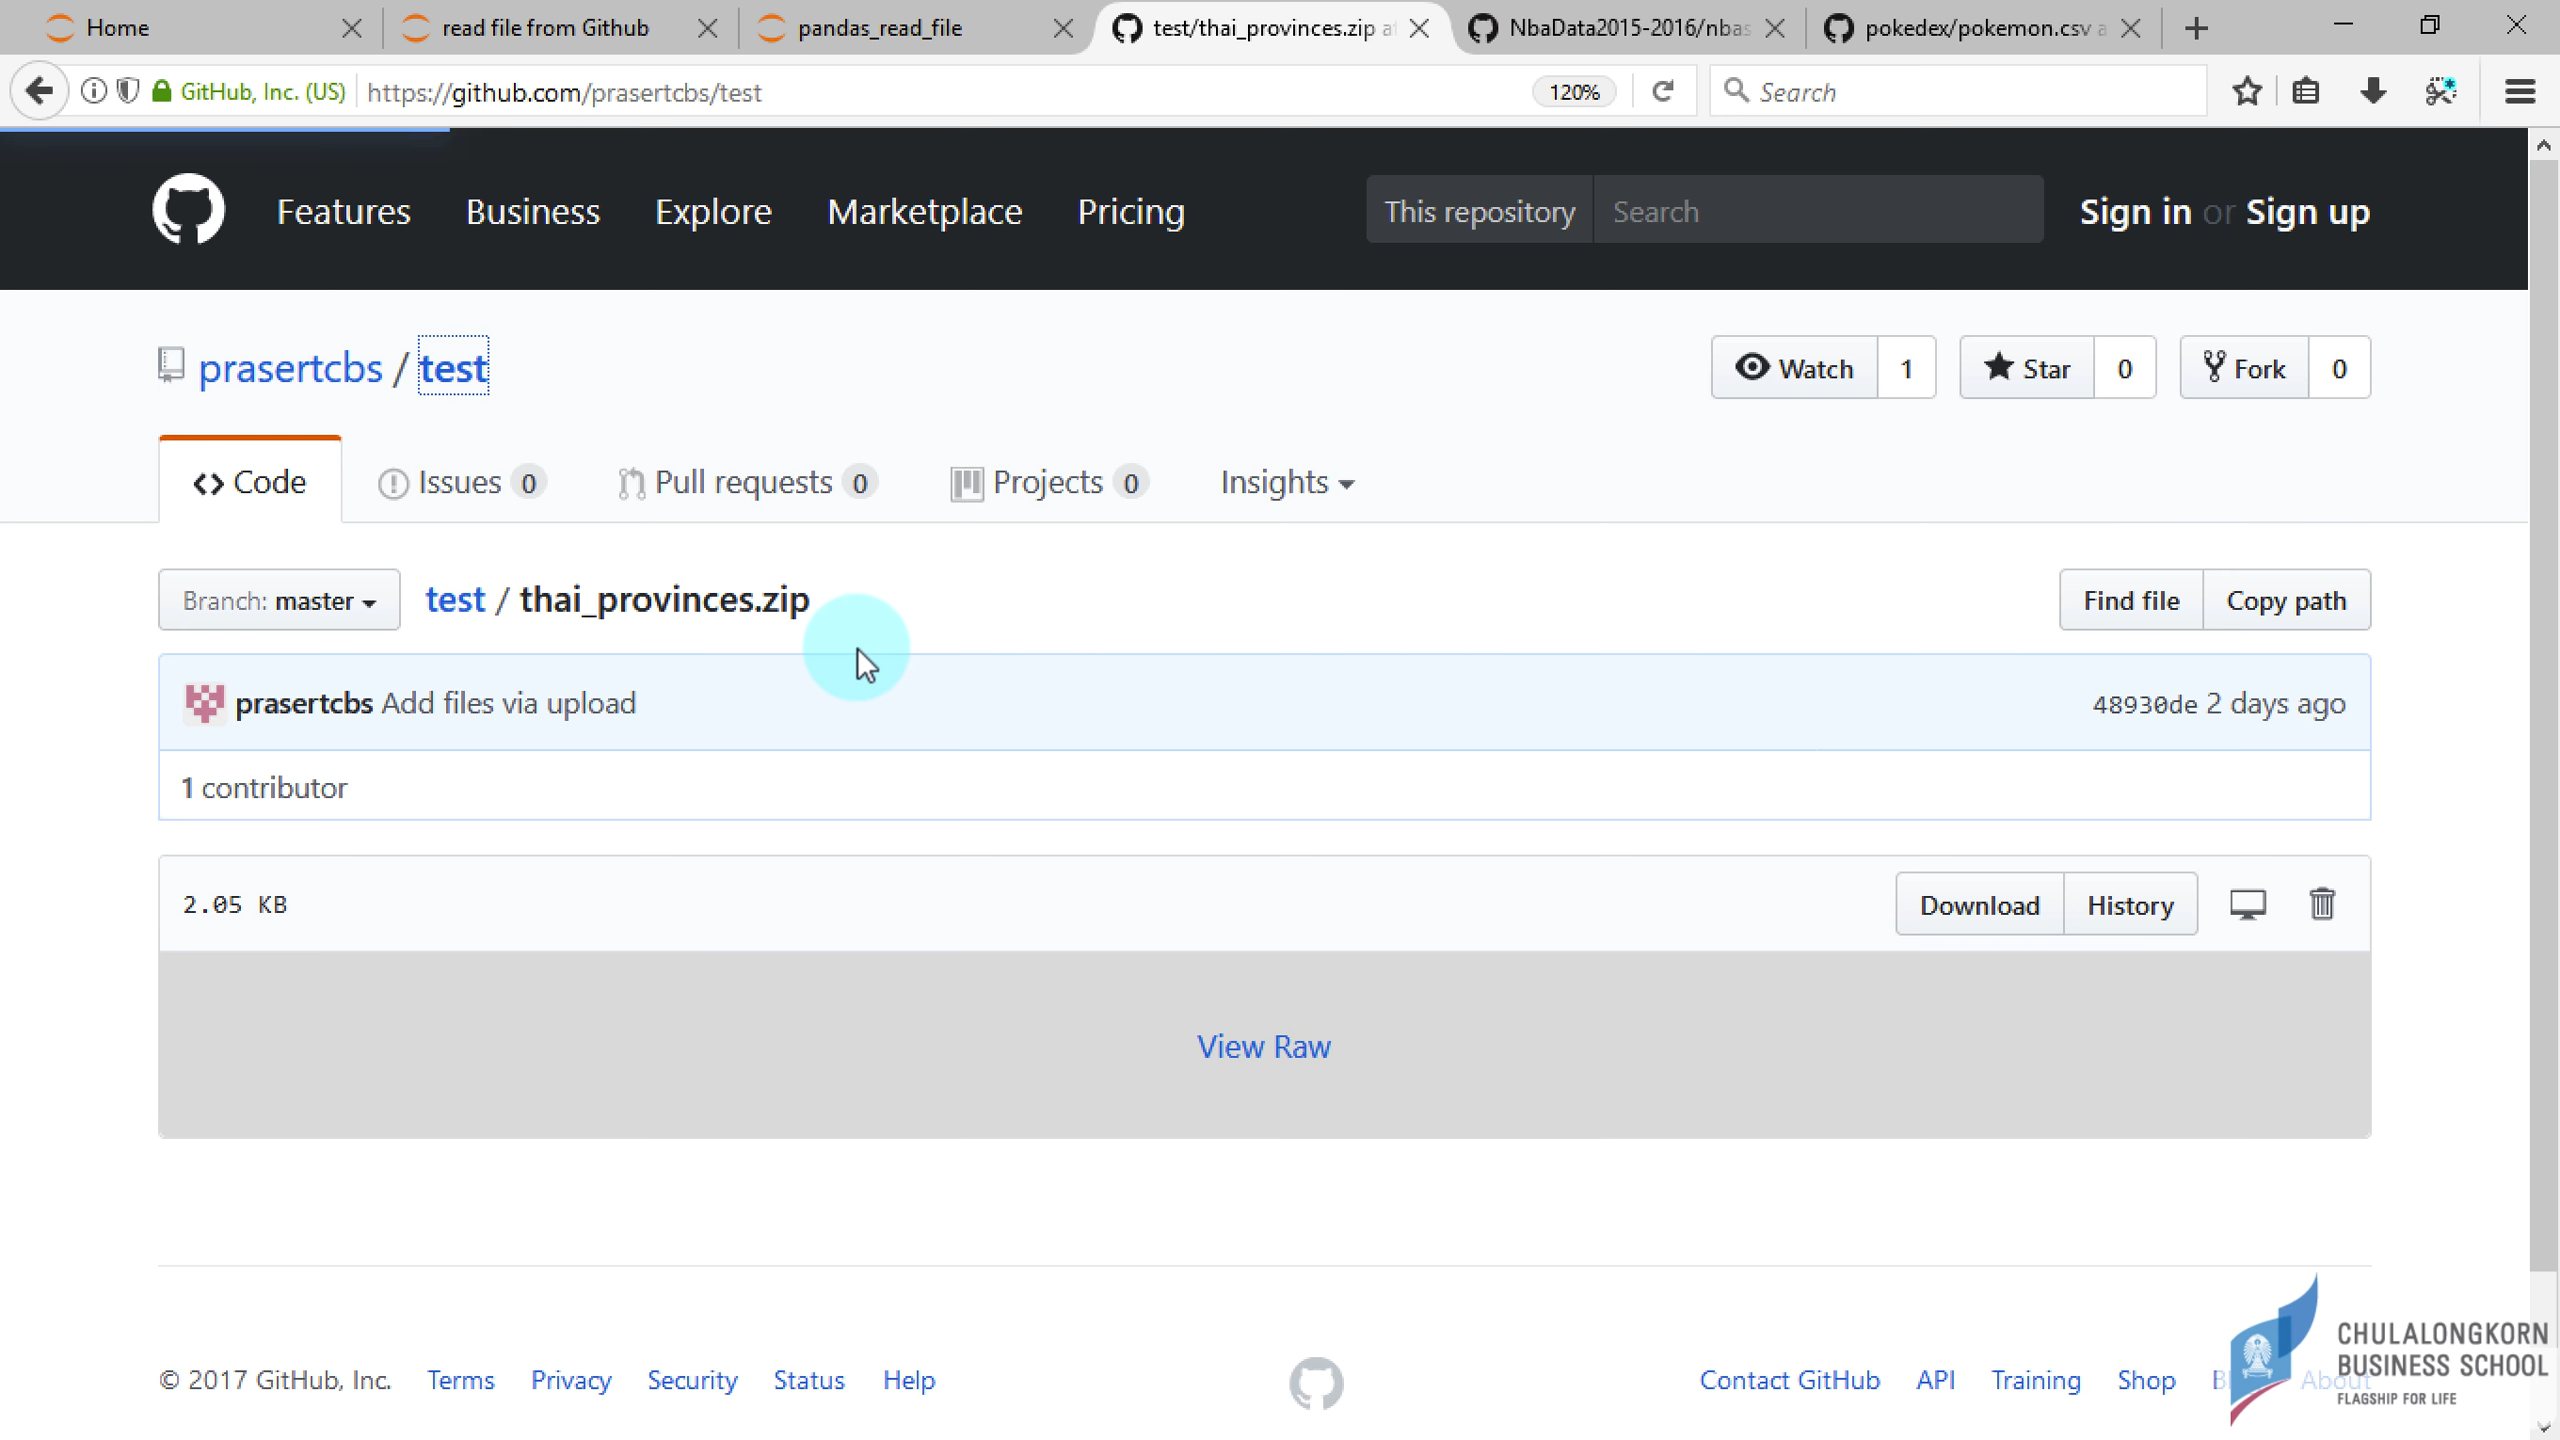 Home
read file from Github
pandas_read_file
test/thai_provinces.zip a
NbaData2015-2016/nbas
pokedex/pokemon.csv a
GitHub, Inc. (US)
https://github.com/prasertcbs/test
120%
Search
Features
Business
Explore
Marketplace
Pricing
This repository
Search
Sign in or Sign up
prasertcbs / test
Watch 1
Star 0
Fork 0
Code
Issues 0
Pull requests 0
Projects 0
Insights
Branch: master
test / thai_provinces.zip
Find file
Copy path
prasertcbs Add files via upload
48930de 2 days ago
1 contributor
2.05 KB
Download
History
View Raw
© 2017 GitHub, Inc.
Terms
Privacy
Security
Status
Help
Contact GitHub
API
Training
Shop
About
CHULALONGKORN
BUSINESS SCHOOL
FLAGSHIP FOR LIFE